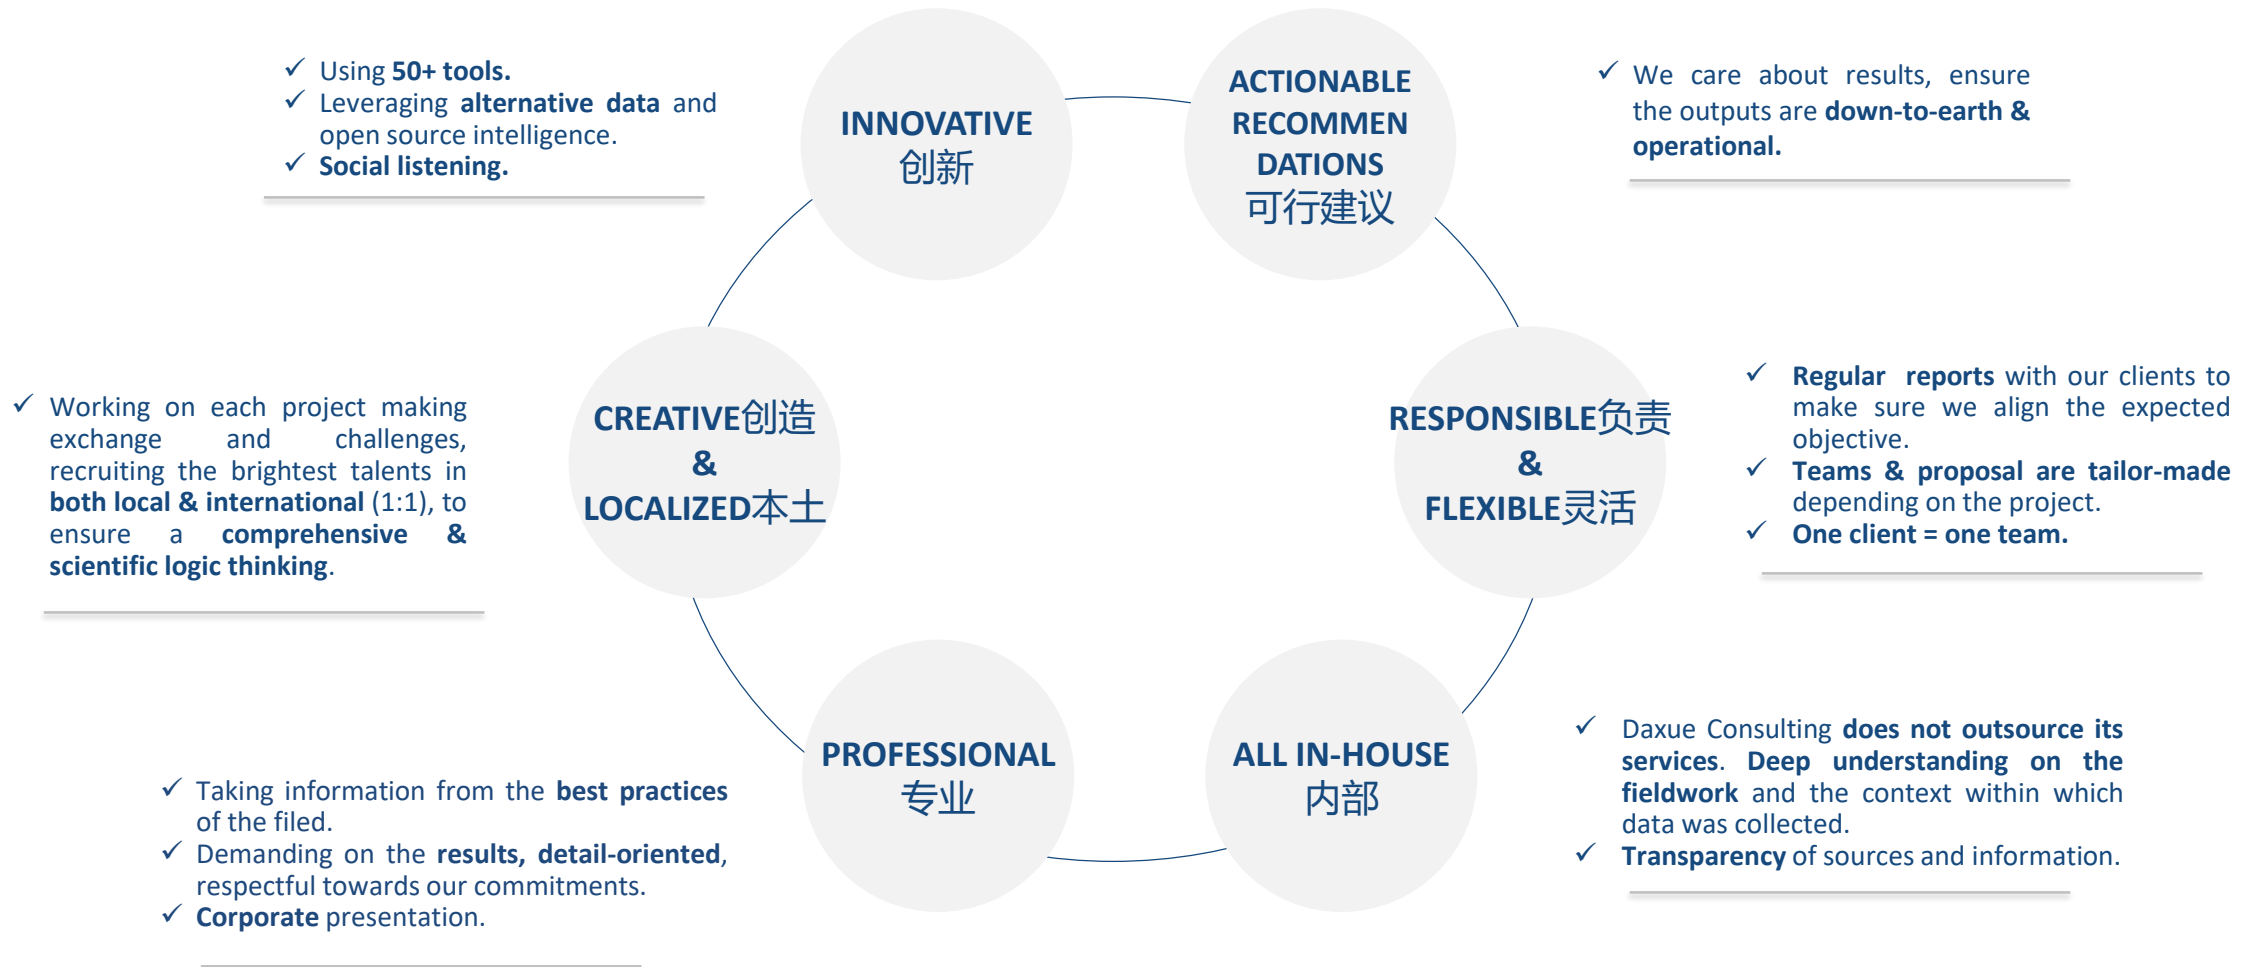 ✓ Using 50+ tools.
✓ Leveraging alternative data and
open source intelligence.
✓ Social listening.
INNOVATIVE
创新
ACTIONABLE
RECOMMEN
DATIONS
可行建议
✓ We care about results, ensure
the outputs are down-to-earth &
operational.
✓ Working on each project making
exchange and challenges,
recruiting the brightest talents in
both local & international (1:1), to
ensure a comprehensive &
scientific logic thinking.
CREATIVE创造
&
LOCALIZED本土
RESPONSIBLE负责
&
FLEXIBLE灵活
✓ Regular reports with our clients to
make sure we align the expected
objective.
✓ Teams & proposal are tailor-made
depending on the project.
✓ One client = one team.
✓ Taking information from the best practices
of the filed.
✓ Demanding on the results, detail-oriented,
respectful towards our commitments.
✓ Corporate presentation.
PROFESSIONAL
专业
ALL IN-HOUSE
内部
✓ Daxue Consulting does not outsource its
services. Deep understanding on the
fieldwork and the context within which
data was collected.
✓ Transparency of sources and information.